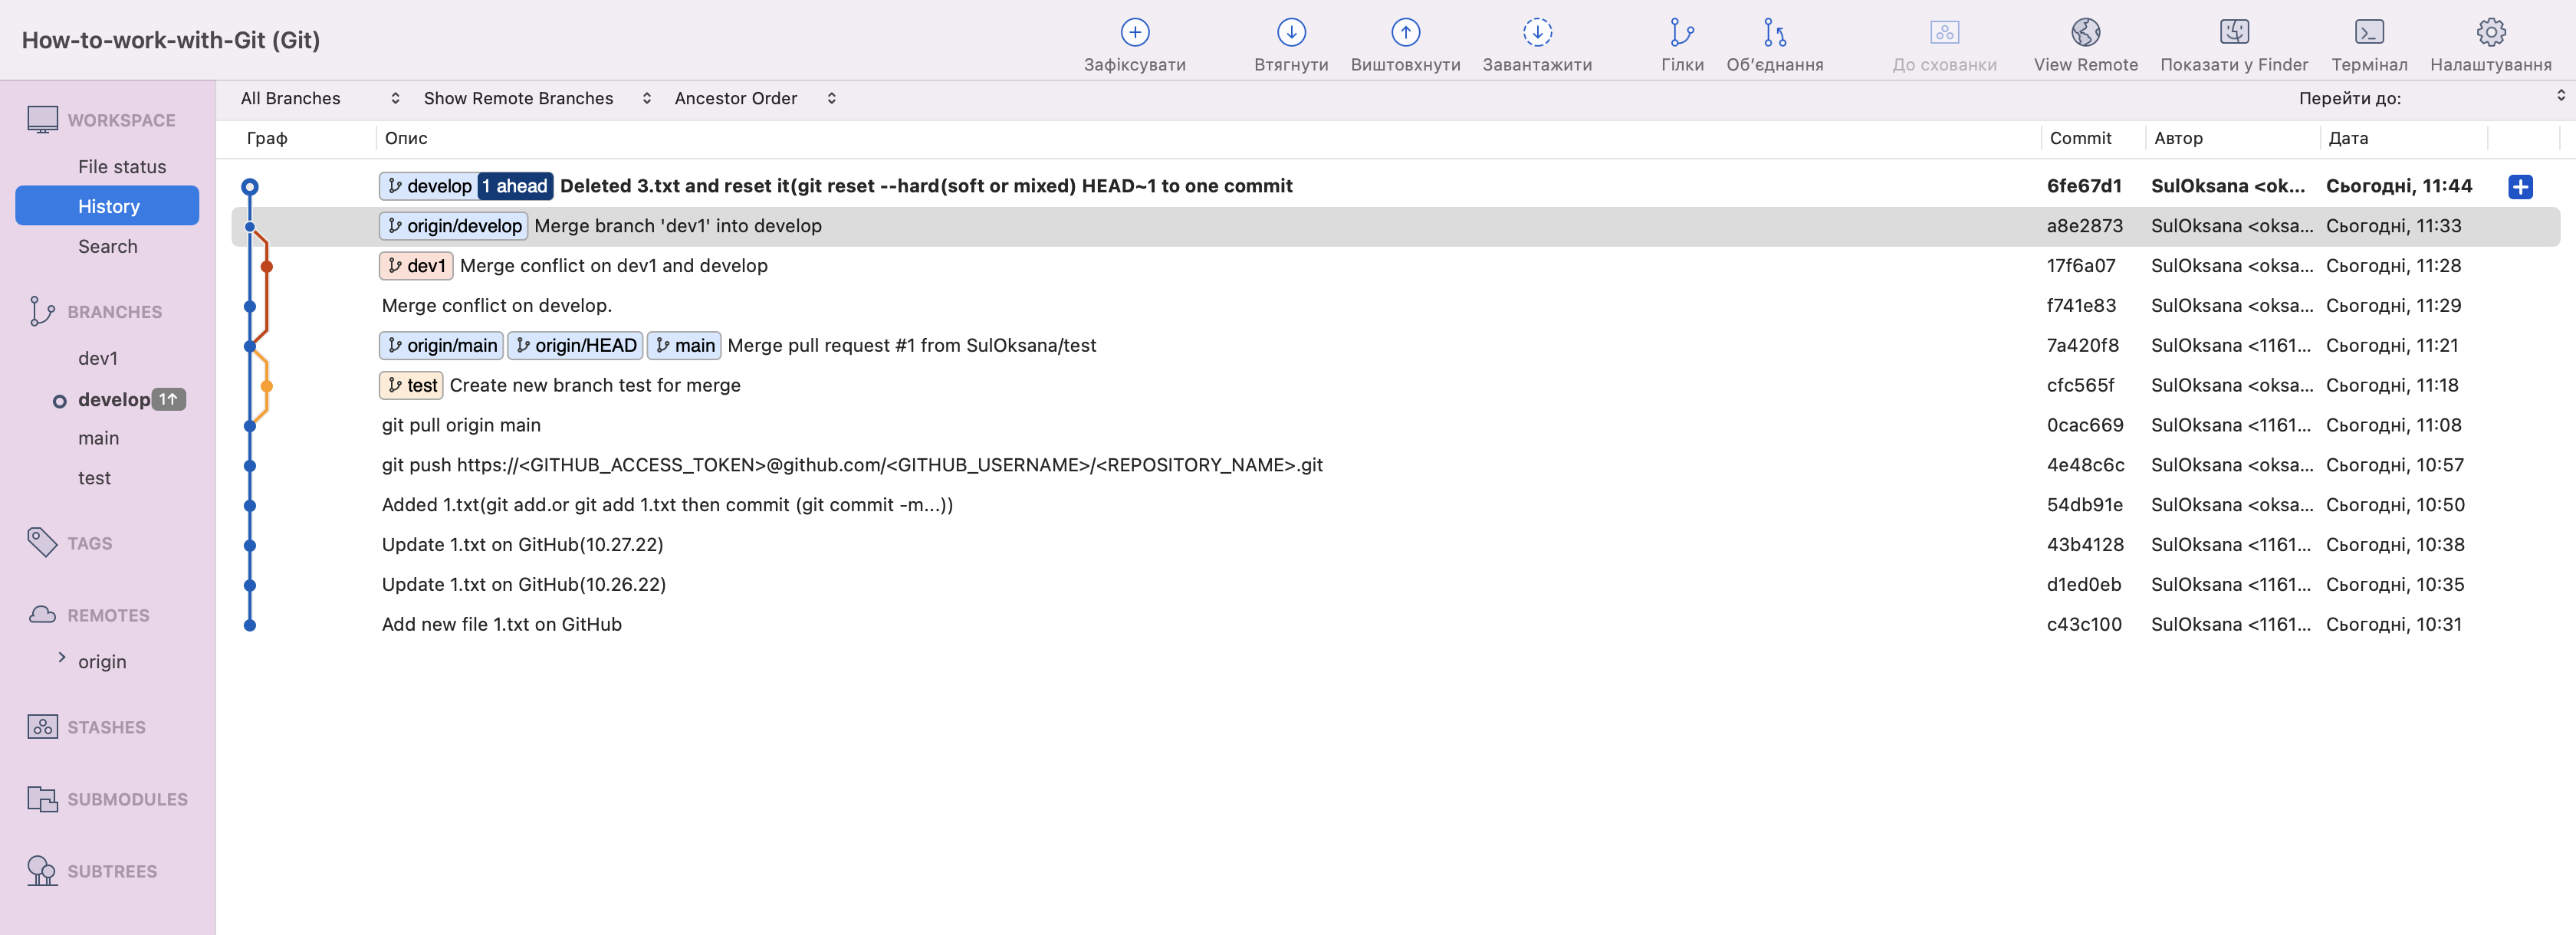 How-to-work-with-Git (Git)
Зафіксувати
Втягнути
Виштовхнути
Завантажити
Гілки
Об’єднання
До схованки
View Remote
Показати у Finder
Термінал
Налаштування
All Branches
Show Remote Branches
Ancestor Order
Перейти до:
WORKSPACE
File status
History
Search
BRANCHES
dev1
develop 1↑
main
test
TAGS
REMOTES
origin
STASHES
SUBMODULES
SUBTREES
Граф Опис Commit Автор Дата
develop 1 ahead Deleted 3.txt and reset it(git reset --hard(soft or mixed) HEAD~1 to one commit 6fe67d1 SulOksana <ok... Сьогодні, 11:44
origin/develop Merge branch 'dev1' into develop a8e2873 SulOksana <oksa... Сьогодні, 11:33
dev1 Merge conflict on dev1 and develop 17f6a07 SulOksana <oksa... Сьогодні, 11:28
Merge conflict on develop. f741e83 SulOksana <oksa... Сьогодні, 11:29
origin/main origin/HEAD main Merge pull request #1 from SulOksana/test 7a420f8 SulOksana <1161... Сьогодні, 11:21
test Create new branch test for merge cfc565f SulOksana <oksa... Сьогодні, 11:18
git pull origin main 0cac669 SulOksana <1161... Сьогодні, 11:08
git push https://<GITHUB_ACCESS_TOKEN>@github.com/<GITHUB_USERNAME>/<REPOSITORY_NAME>.git 4e48c6c SulOksana <oksa... Сьогодні, 10:57
Added 1.txt(git add.or git add 1.txt then commit (git commit -m...)) 54db91e SulOksana <oksa... Сьогодні, 10:50
Update 1.txt on GitHub(10.27.22) 43b4128 SulOksana <1161... Сьогодні, 10:38
Update 1.txt on GitHub(10.26.22) d1ed0eb SulOksana <1161... Сьогодні, 10:35
Add new file 1.txt on GitHub c43c100 SulOksana <1161... Сьогодні, 10:31